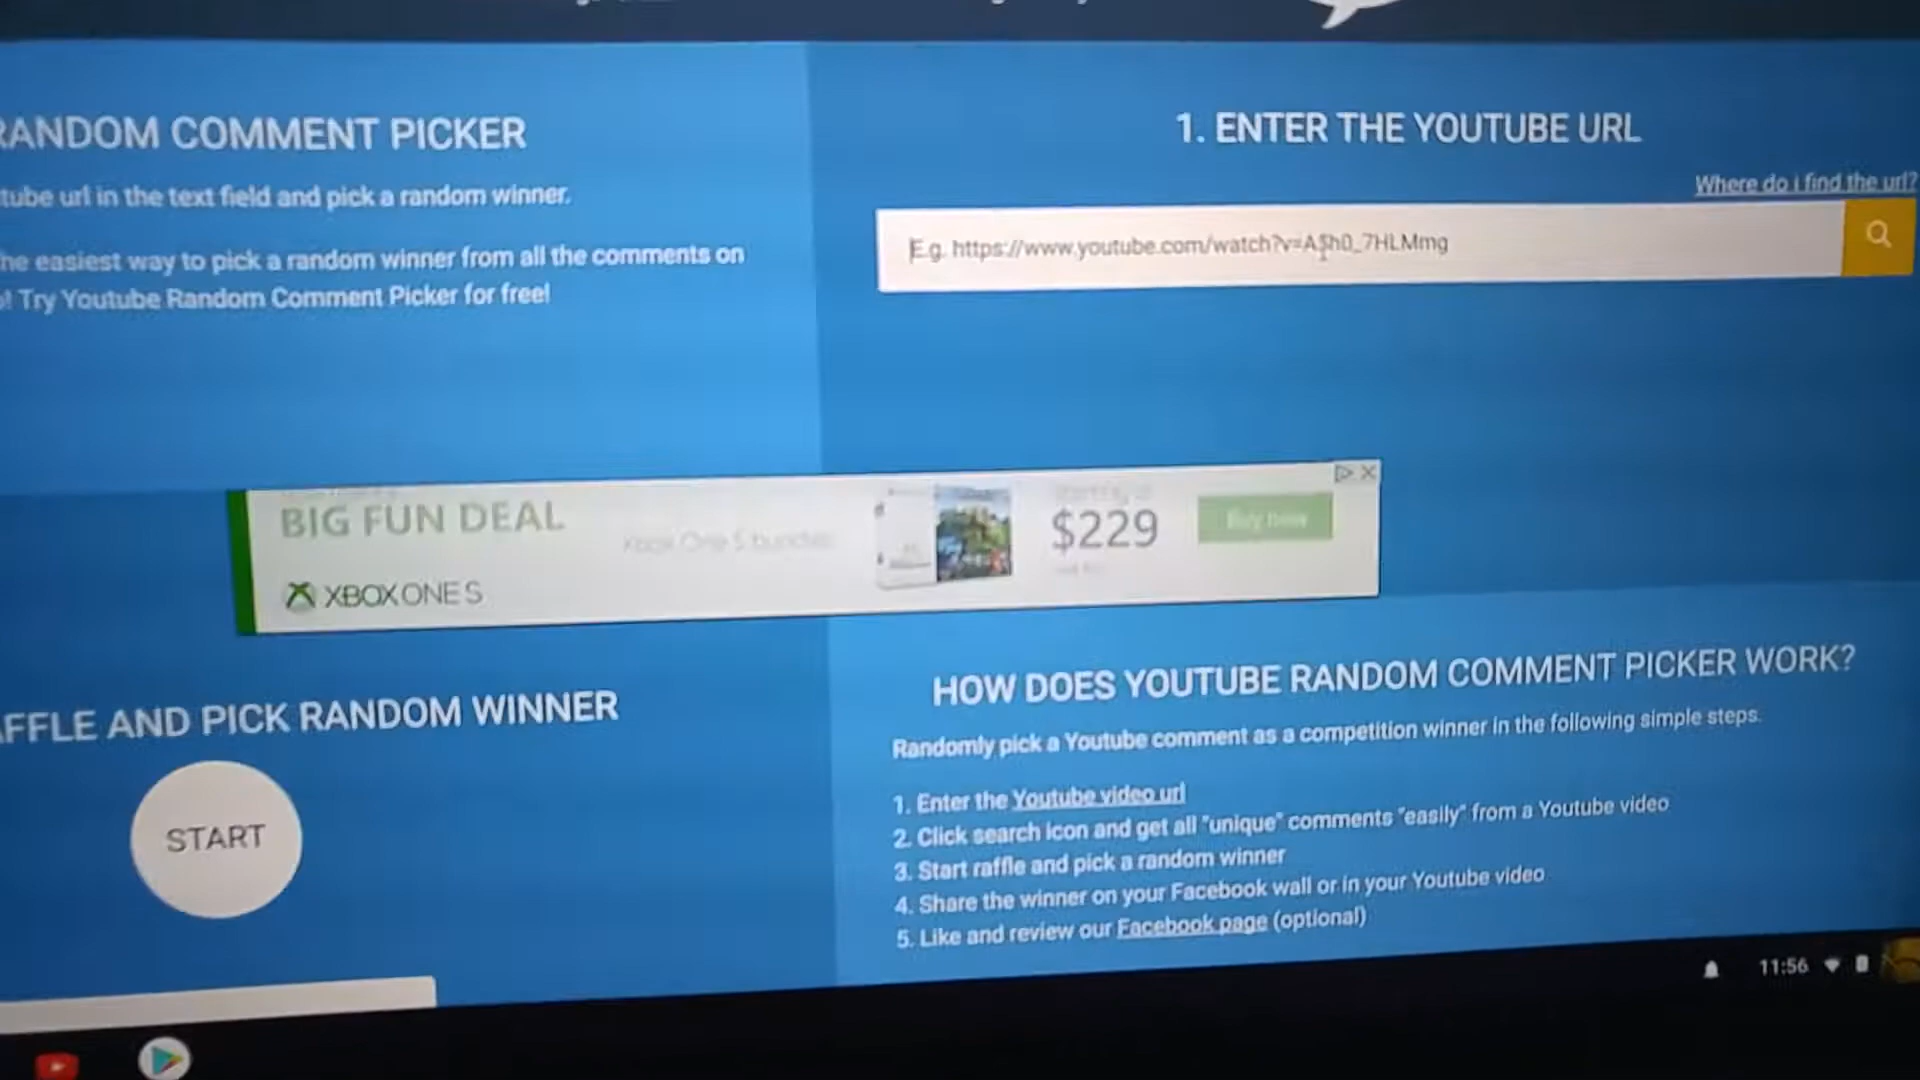 RANDOM COMMENT PICKER
tube url in the text field and pick a random winner.
he easiest way to pick a random winner from all the comments on
o! Try Youtube Random Comment Picker for free!
1. ENTER THE YOUTUBE URL
Where do i find the url?
E.g. https://www.youtube.com/watch?v=A5h0_7HLMmg
BIG FUN DEAL
Xbox One S bundles
$229
Buy now
XBOX ONE S
AFFLE AND PICK RANDOM WINNER
START
HOW DOES YOUTUBE RANDOM COMMENT PICKER WORK?
Randomly pick a Youtube comment as a competition winner in the following simple steps.
1. Enter the Youtube video url
2. Click search icon and get all "unique" comments "easily" from a Youtube video
3. Start raffle and pick a random winner
4. Share the winner on your Facebook wall or in your Youtube video
5. Like and review our Facebook page (optional)
11:56